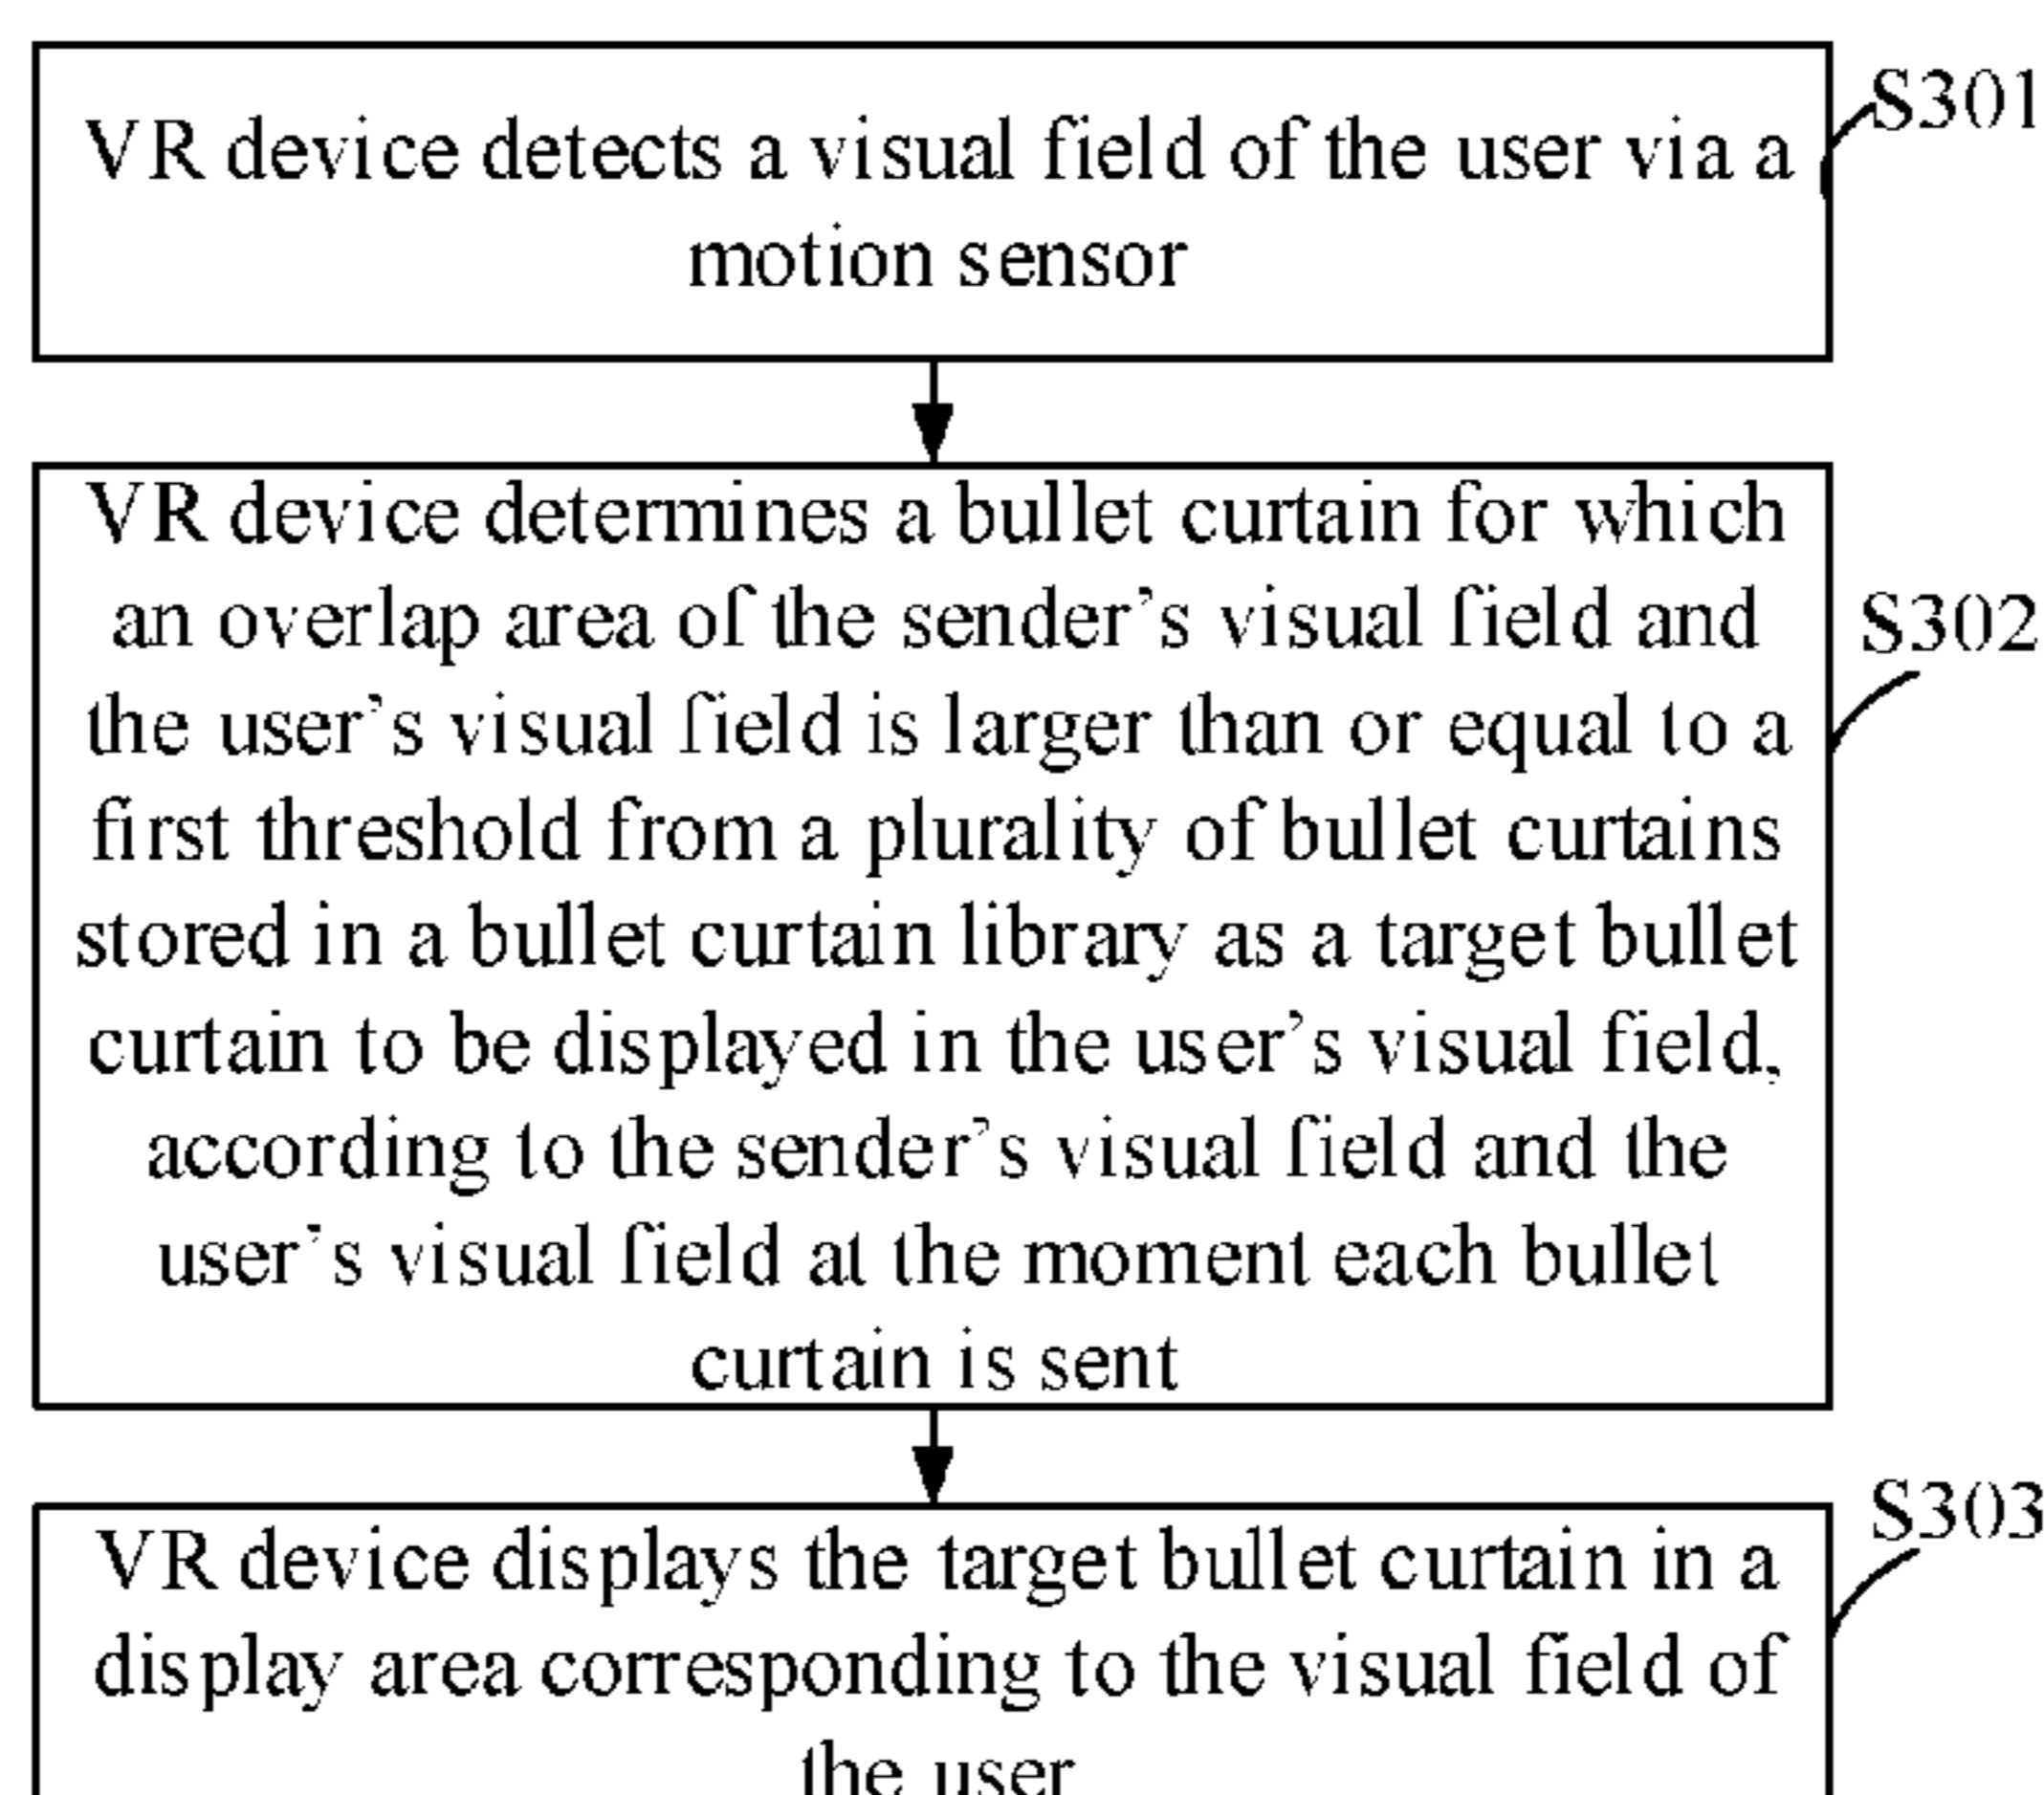 VR device detects a visual field of the user via a
motion sensor
S301
VR device determines a bullet curtain for which
an overlap area of the sender's visual field and
the user's visual field is larger than or equal to a
first threshold from a plurality of bullet curtains
stored in a bullet curtain library as a target bullet
curtain to be displayed in the user's visual field,
according to the sender's visual field and the
user's visual field at the moment each bullet
curtain is sent
S302
VR device displays the target bullet curtain in a
display area corresponding to the visual field of
the user
S303